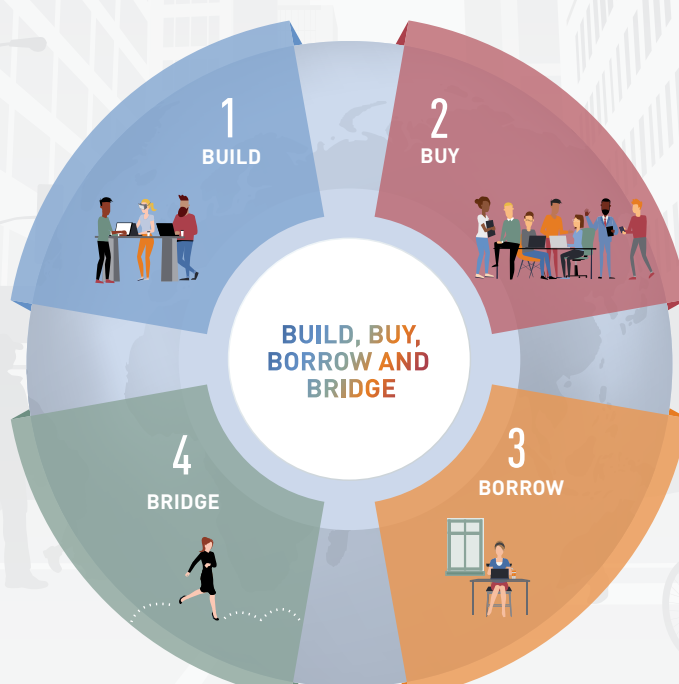 1
BUILD
2
BUY
BUILD, BUY,
BORROW AND
BRIDGE
4
BRIDGE
3
BORROW